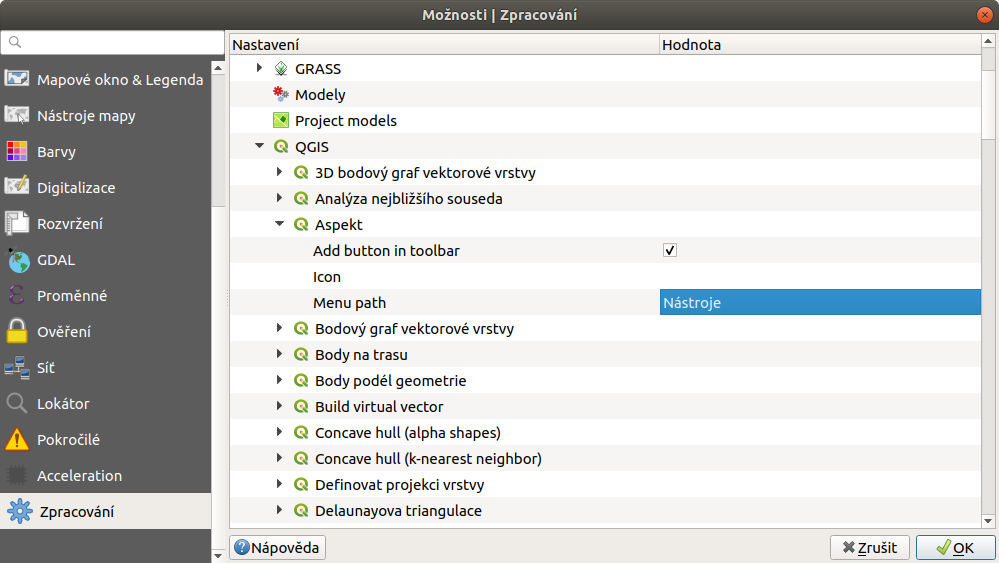 Možnosti | Zpracování
Nastavení Hodnota
Mapové okno & Legenda
Nástroje mapy
Barvy
Digitalizace
Rozvržení
GDAL
Proměnné
Ověření
Síť
Lokátor
Pokročilé
Acceleration
Zpracování
GRASS
Modely
Project models
QGIS
3D bodový graf vektorové vrstvy
Analýza nejbližšího souseda
Aspekt
Add button in toolbar
Icon
Menu path Nástroje
Bodový graf vektorové vrstvy
Body na trasu
Body podél geometrie
Build virtual vector
Concave hull (alpha shapes)
Concave hull (k-nearest neighbor)
Definovat projekci vrstvy
Delaunayova triangulace
Nápověda Zrušit OK